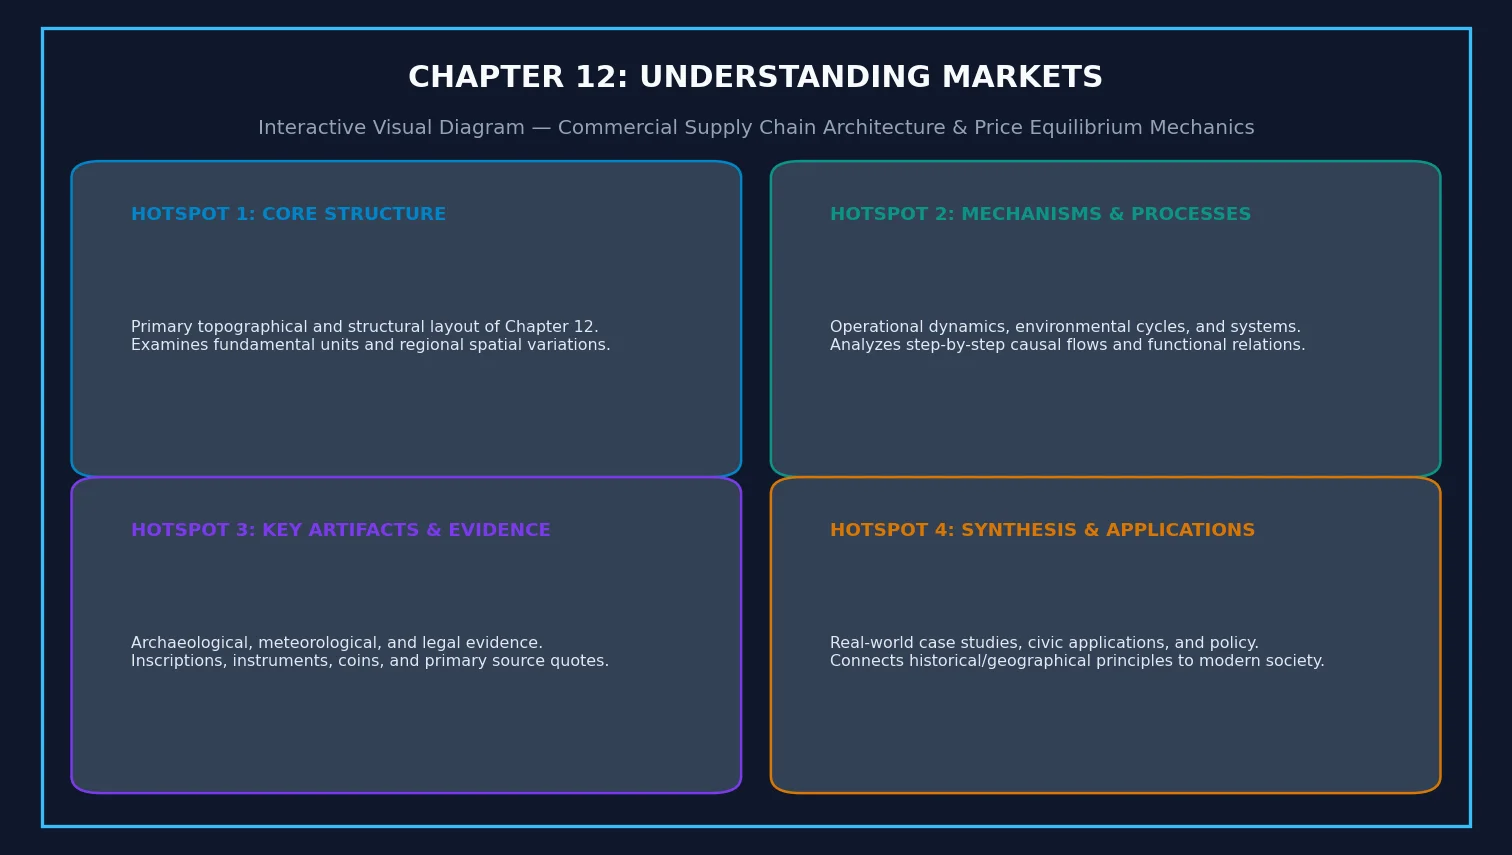 CHAPTER 12: UNDERSTANDING MARKETS
Interactive Visual Diagram — Commercial Supply Chain Architecture & Price Equilibrium Mechanics
HOTSPOT 1: CORE STRUCTURE
Primary topographical and structural layout of Chapter 12.
Examines fundamental units and regional spatial variations.
HOTSPOT 2: MECHANISMS & PROCESSES
Operational dynamics, environmental cycles, and systems.
Analyzes step-by-step causal flows and functional relations.
HOTSPOT 3: KEY ARTIFACTS & EVIDENCE
Archaeological, meteorological, and legal evidence.
Inscriptions, instruments, coins, and primary source quotes.
HOTSPOT 4: SYNTHESIS & APPLICATIONS
Real-world case studies, civic applications, and policy.
Connects historical/geographical principles to modern society.